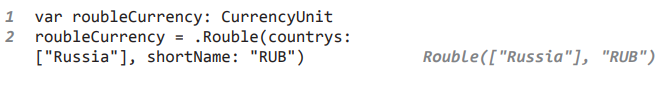 1 var roubleCurrency: CurrencyUnit
2 roubleCurrency = .Rouble(countrys:
["Russia"], shortName: "RUB") Rouble(["Russia"], "RUB")